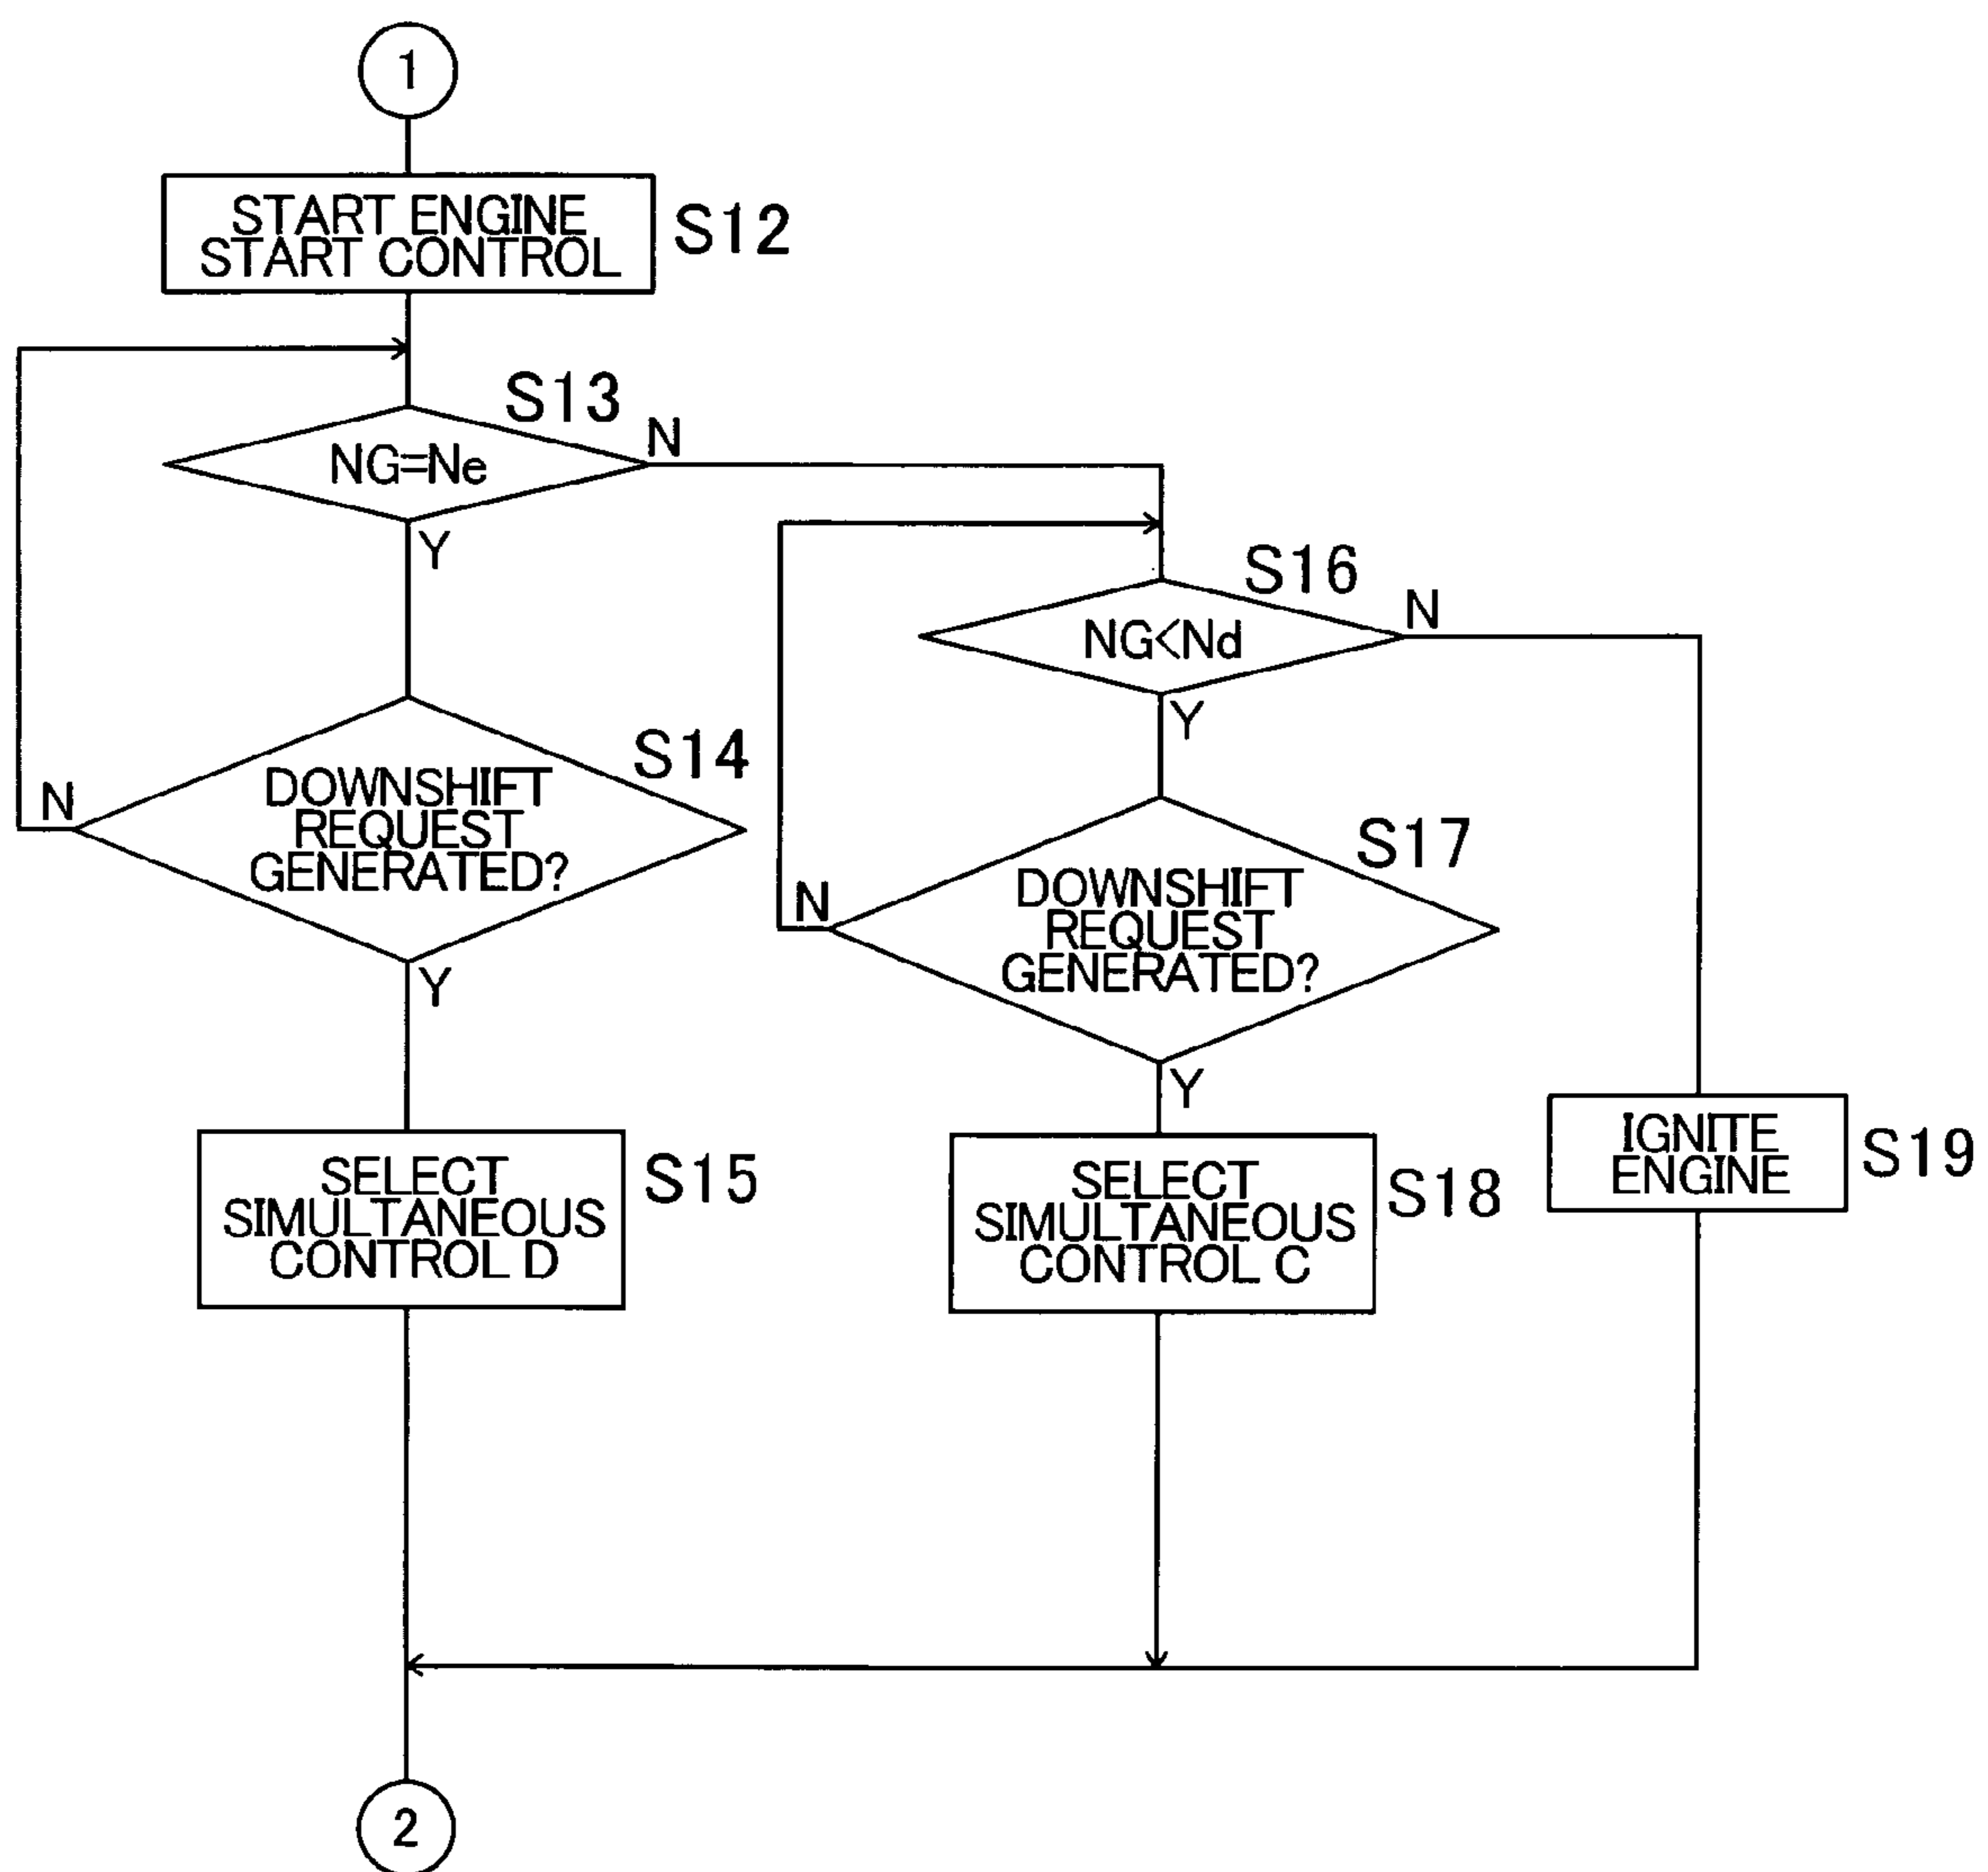 1
START ENGINE
START CONTROL
S12
S13
NG=Ne
N
Y
S14
DOWNSHIFT
REQUEST
GENERATED?
N
Y
S15
SELECT
SIMULTANEOUS
CONTROL D
S16
NG<Nd
N
Y
S17
DOWNSHIFT
REQUEST
GENERATED?
N
Y
S18
SELECT
SIMULTANEOUS
CONTROL C
IGNITE
ENGINE
S19
2